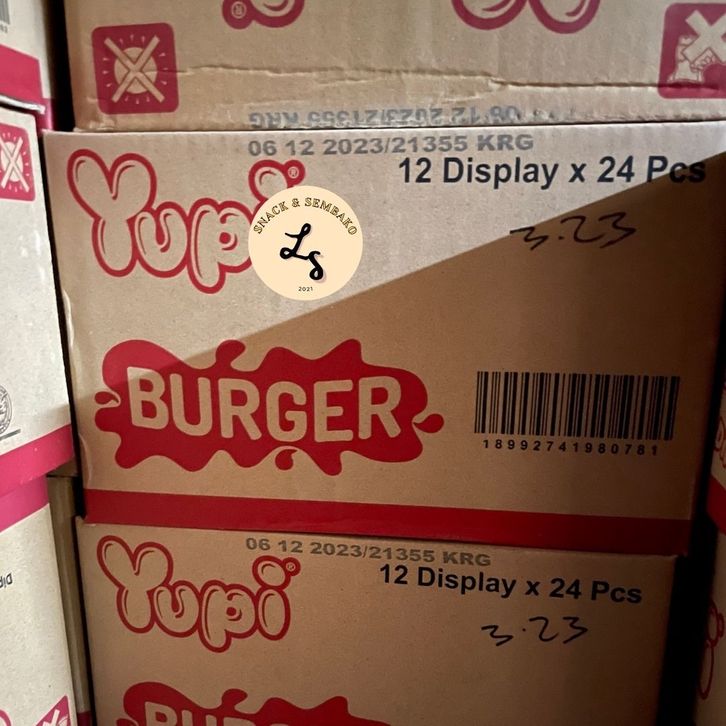 06 12 2023/21355 KRG
12 Display x 24 Pcs
Yupi
SNACK & SEMBAKO
Ls
2021
3.23
BURGER
18992741980781
06 12 2023/21355 KRG
12 Display x 24 Pcs
Yupi®
3.23